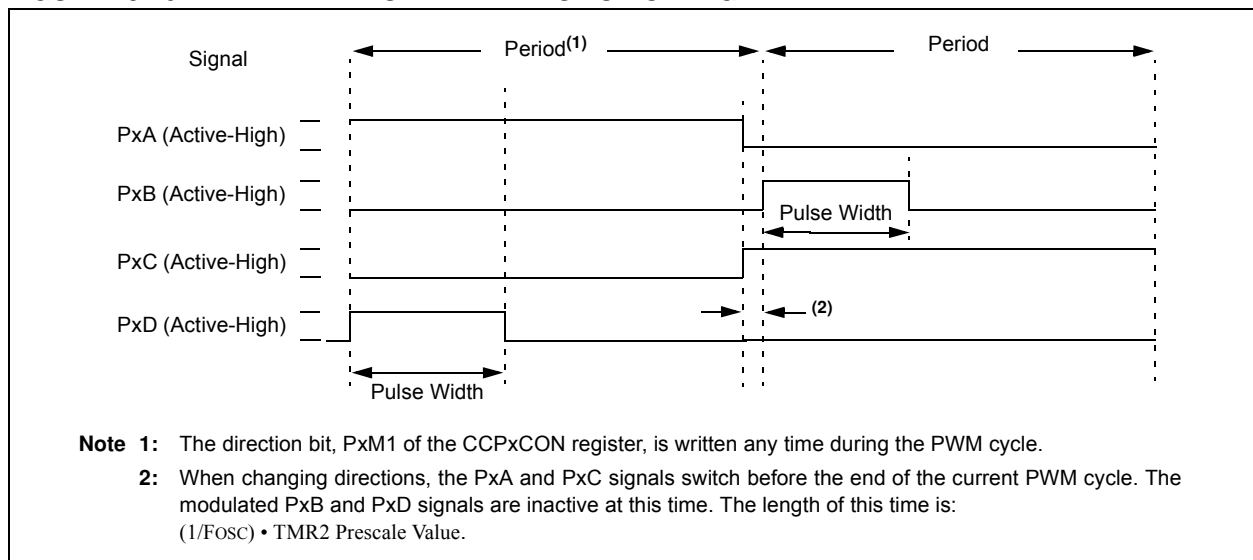 Signal
Period(1)
Period
PxA (Active-High)
PxB (Active-High)
Pulse Width
PxC (Active-High)
(2)
PxD (Active-High)
Pulse Width
Note 1: The direction bit, PxM1 of the CCPxCON register, is written any time during the PWM cycle.
2: When changing directions, the PxA and PxC signals switch before the end of the current PWM cycle. The
modulated PxB and PxD signals are inactive at this time. The length of this time is:
(1/FOSC) • TMR2 Prescale Value.